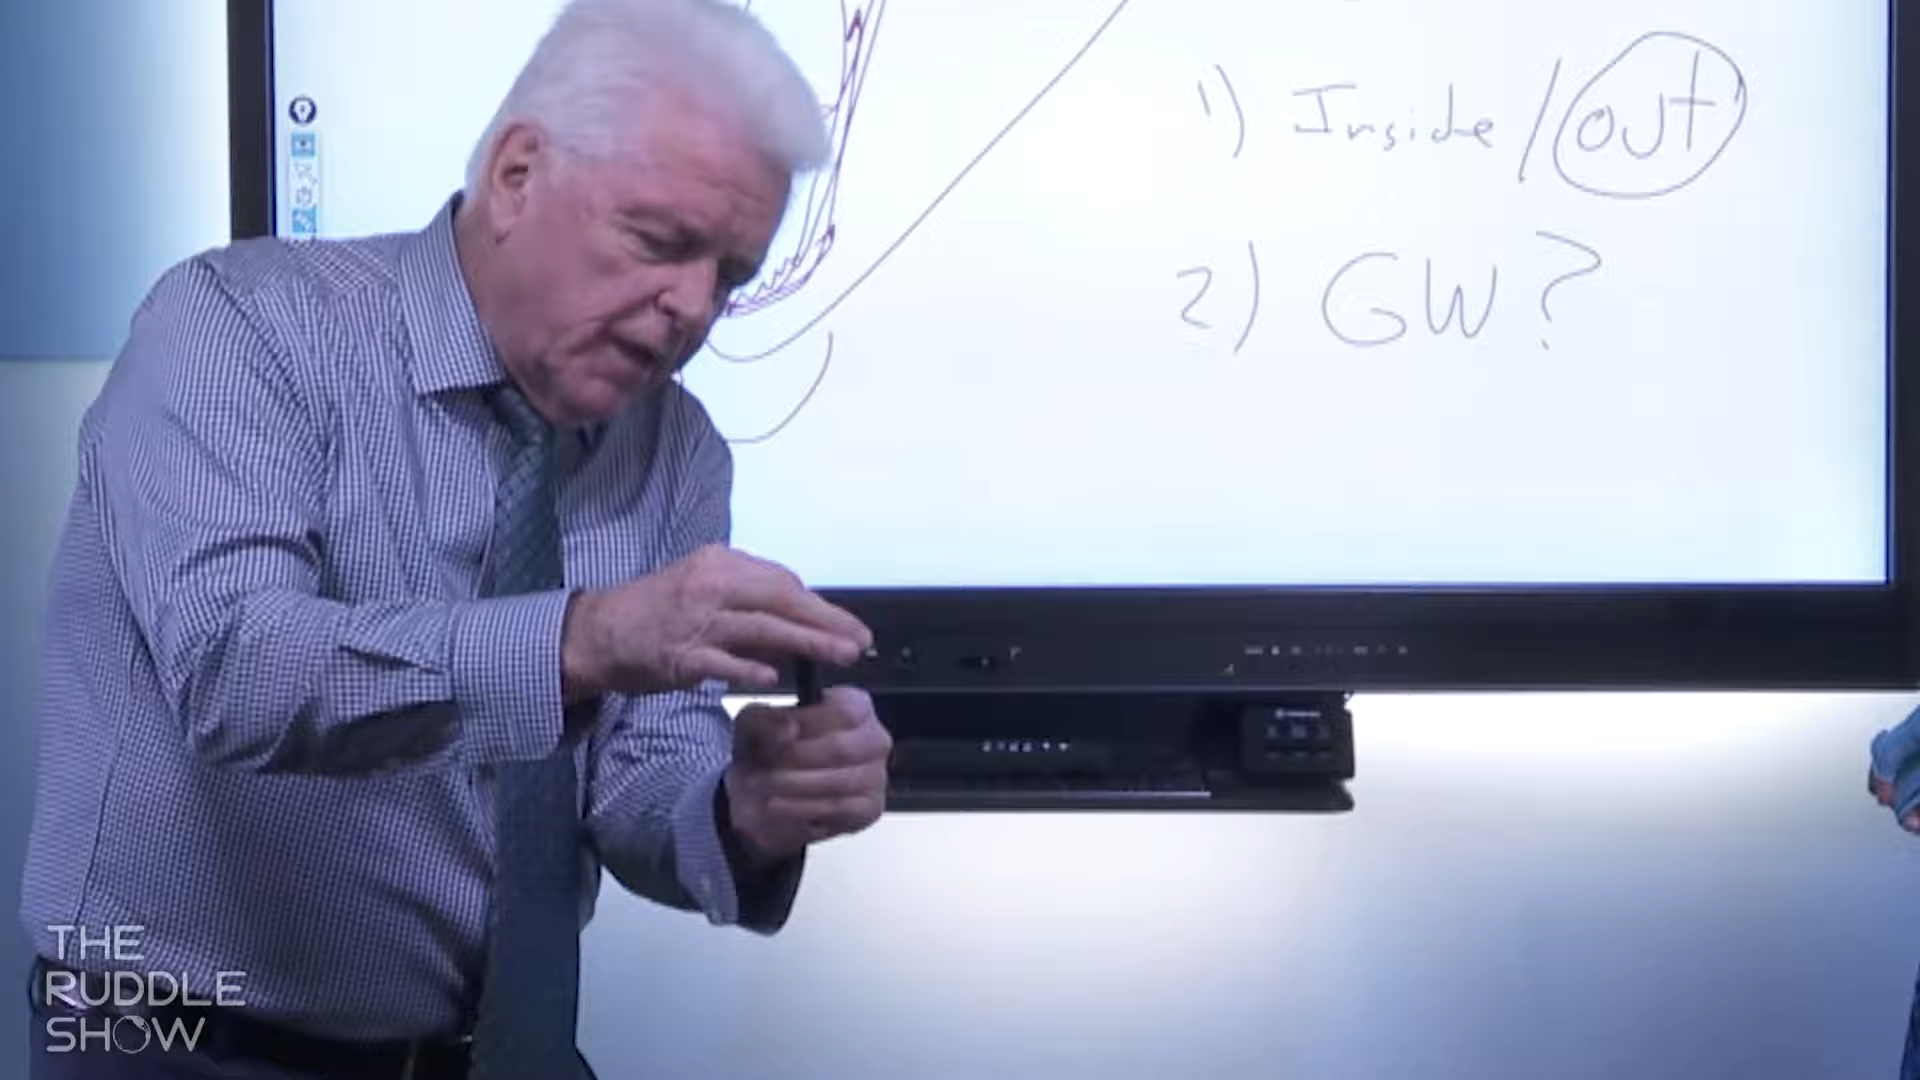 1) Inside / out
2) GW ?
THE
RUDDLE
SHOW